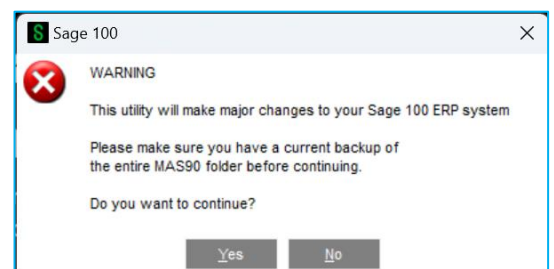 S Sage 100
WARNING
This utility will make major changes to your Sage 100 ERP system
Please make sure you have a current backup of
the entire MAS90 folder before continuing.
Do you want to continue?
Yes No